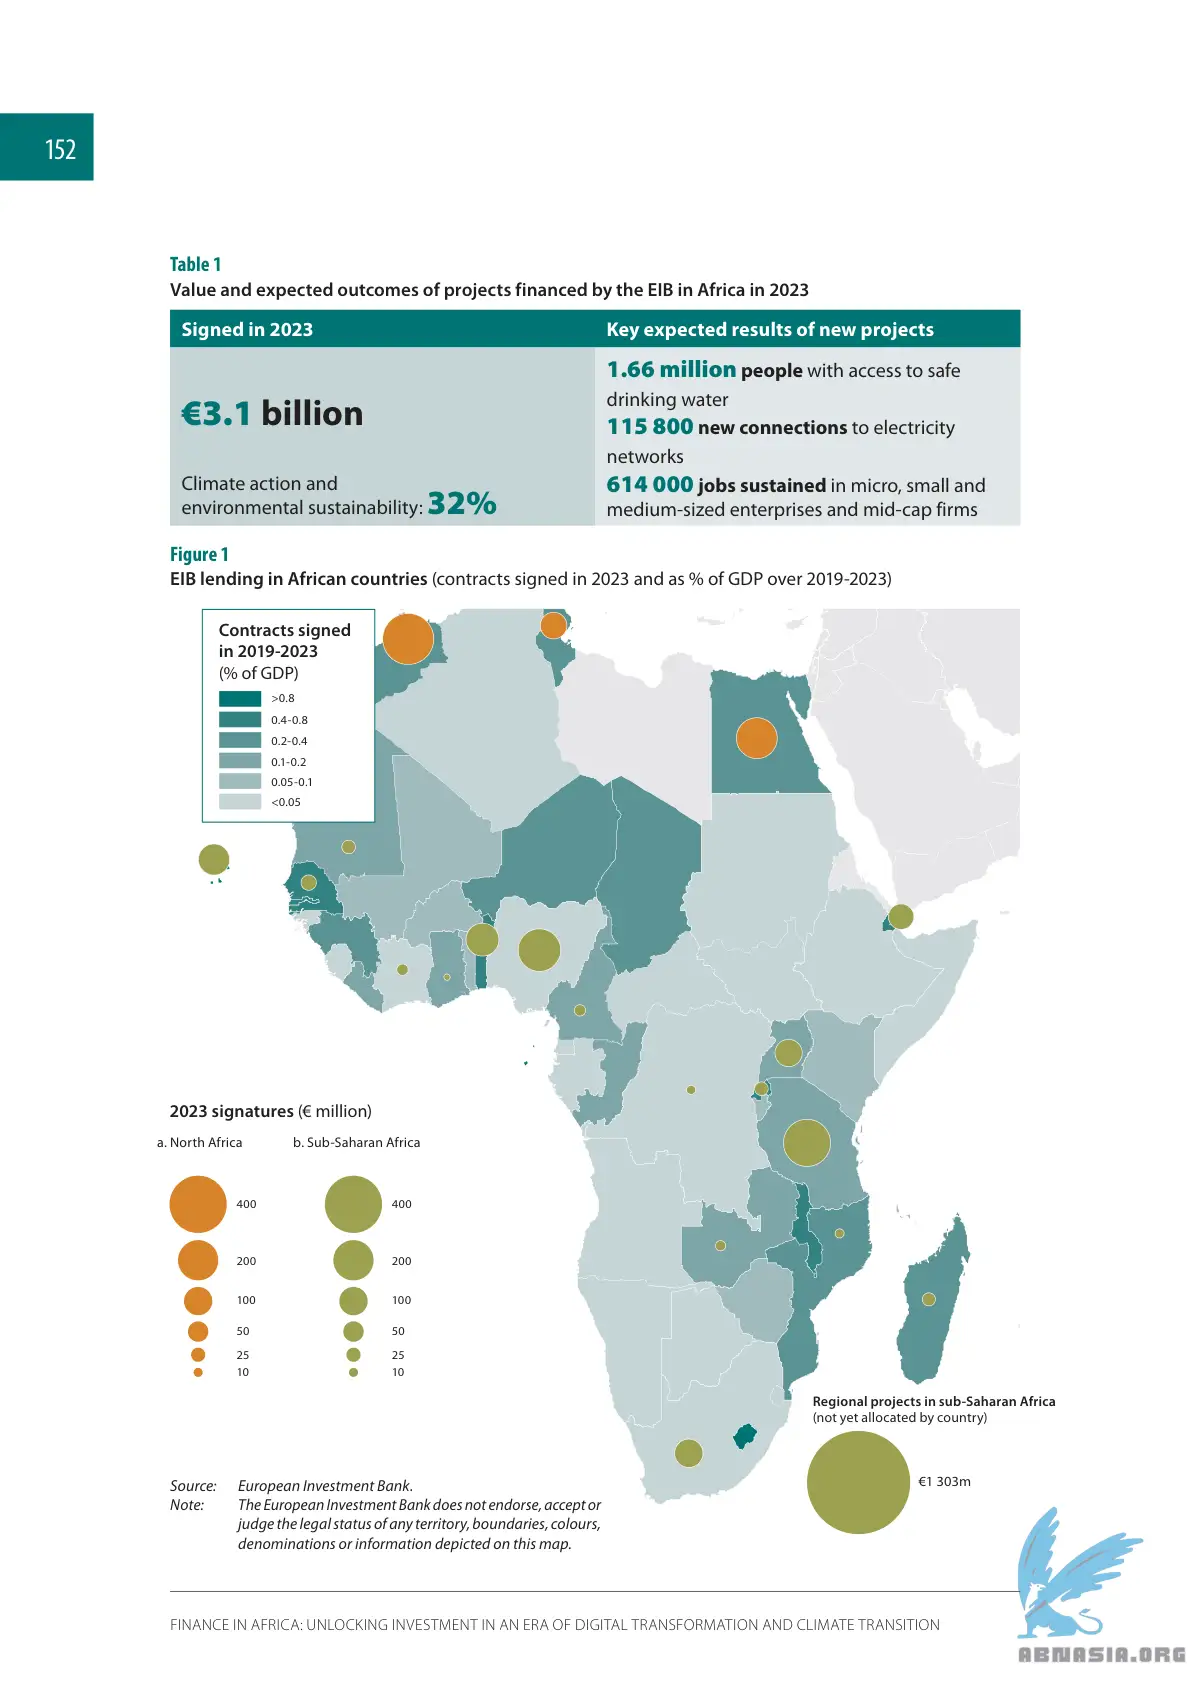 152
Table 1
Value and expected outcomes of projects financed by the EIB in Africa in 2023
Signed in 2023
Key expected results of new projects
€3.1 billion
Climate action and
environmental sustainability: 32%
1.66 million people with access to safe
drinking water
115 800 new connections to electricity
networks
614 000 jobs sustained in micro, small and
medium-sized enterprises and mid-cap firms
Figure 1
EIB lending in African countries (contracts signed in 2023 and as % of GDP over 2019-2023)
Contracts signed
in 2019-2023
(% of GDP)
>0.8
0.4-0.8
0.2-0.4
0.1-0.2
0.05-0.1
<0.05
2023 signatures (€ million)
a. North Africa
b. Sub-Saharan Africa
400
400
200
200
100
100
50
50
25
25
10
10
Regional projects in sub-Saharan Africa
(not yet allocated by country)
€1 303m
Source: European Investment Bank.
Note: The European Investment Bank does not endorse, accept or
judge the legal status of any territory, boundaries, colours,
denominations or information depicted on this map.
FINANCE IN AFRICA: UNLOCKING INVESTMENT IN AN ERA OF DIGITAL TRANSFORMATION AND CLIMATE TRANSITION
ABNASIA.ORG